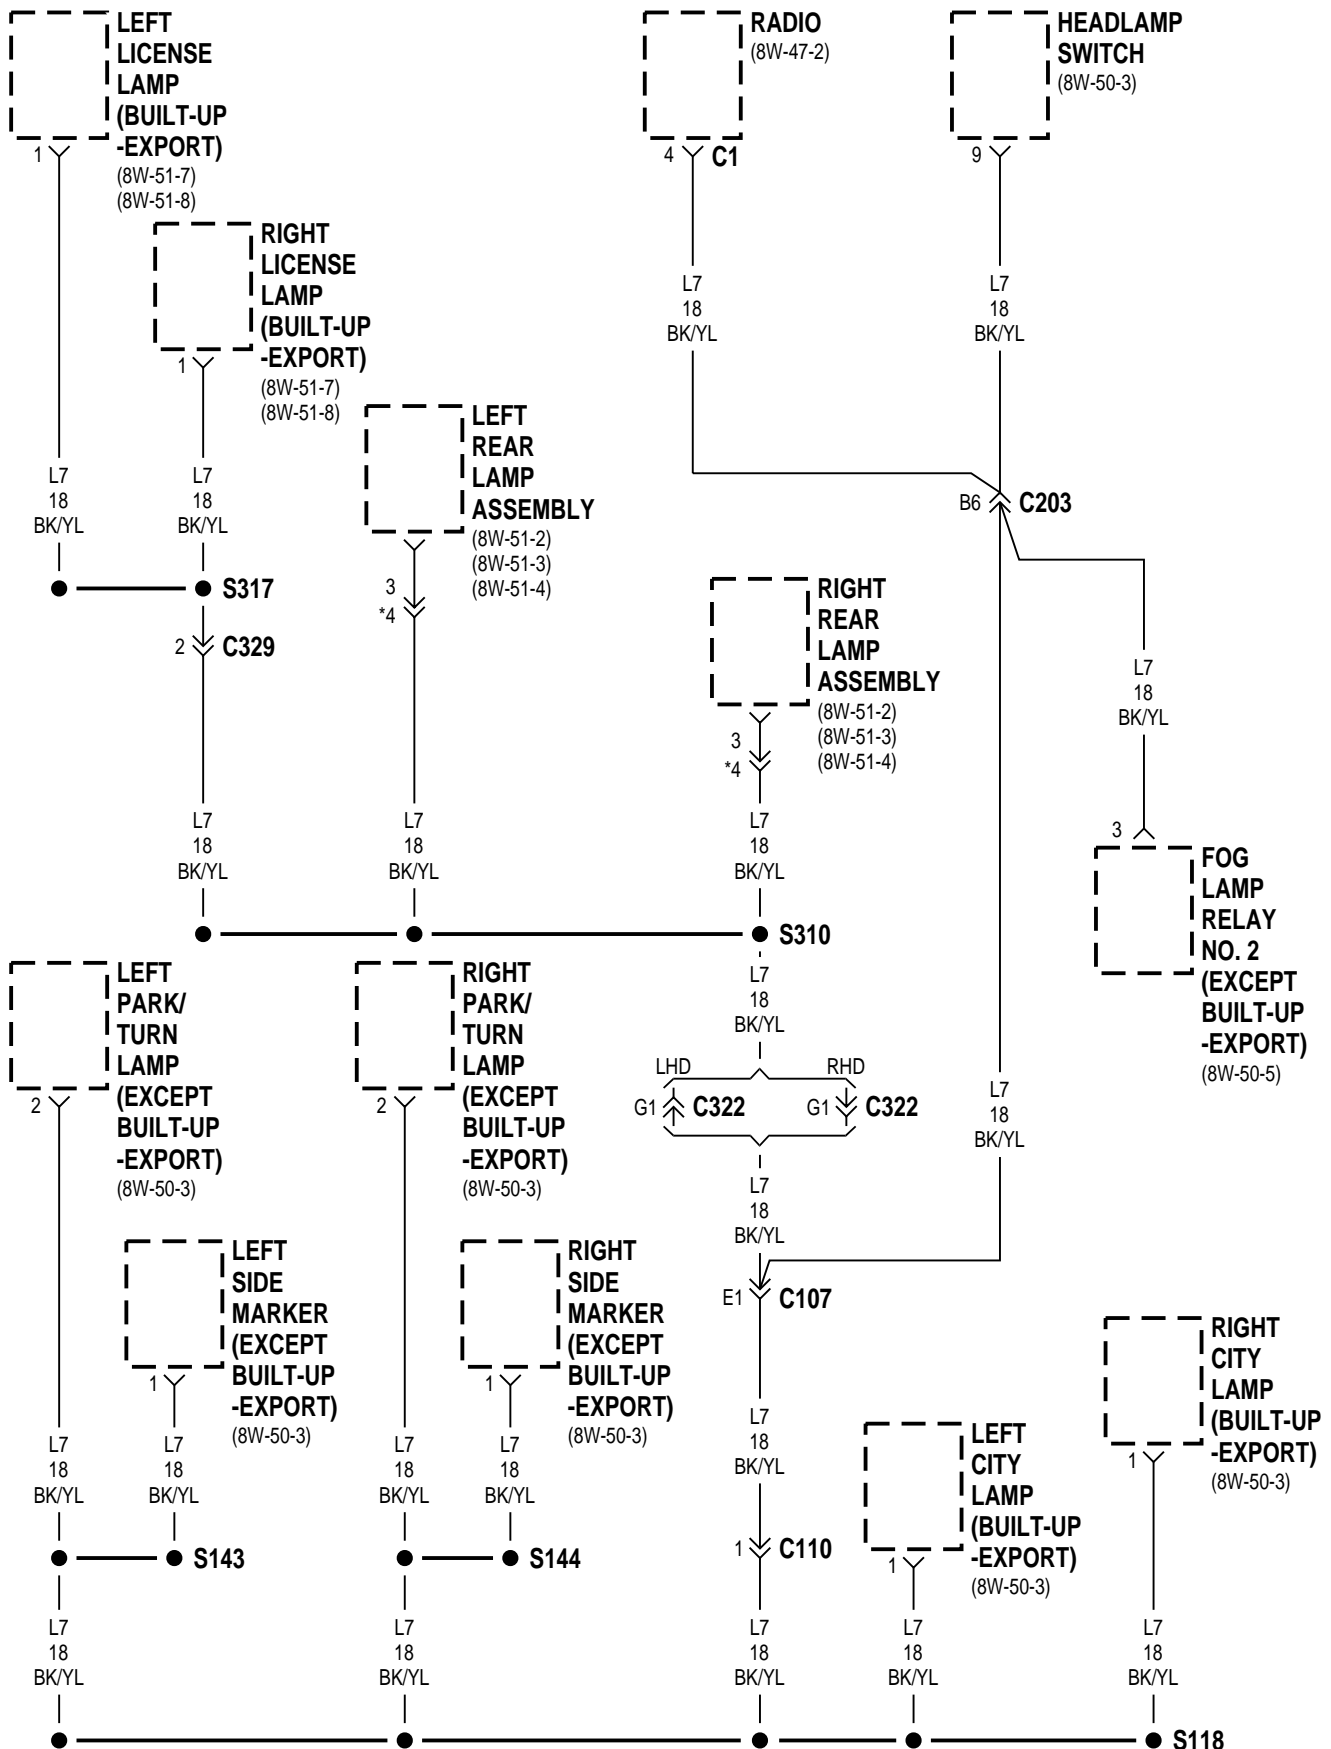 LEFT
LICENSE
LAMP
(BUILT-UP
-EXPORT)
(8W-51-7)
(8W-51-8)
1
RADIO
(8W-47-2)
4
C1
HEADLAMP
SWITCH
(8W-50-3)
9
RIGHT
LICENSE
LAMP
(BUILT-UP
-EXPORT)
(8W-51-7)
(8W-51-8)
1
L7
18
BK/YL
L7
18
BK/YL
LEFT
REAR
LAMP
ASSEMBLY
(8W-51-2)
(8W-51-3)
(8W-51-4)
3
*4
L7
18
BK/YL
L7
18
BK/YL
B6
C203
S317
2
C329
RIGHT
REAR
LAMP
ASSEMBLY
(8W-51-2)
(8W-51-3)
(8W-51-4)
3
*4
L7
18
BK/YL
3
FOG
LAMP
RELAY
NO. 2
(EXCEPT
BUILT-UP
-EXPORT)
(8W-50-5)
L7
18
BK/YL
L7
18
BK/YL
L7
18
BK/YL
S310
LEFT
PARK/
TURN
LAMP
(EXCEPT
BUILT-UP
-EXPORT)
(8W-50-3)
2
RIGHT
PARK/
TURN
LAMP
(EXCEPT
BUILT-UP
-EXPORT)
(8W-50-3)
2
L7
18
BK/YL
LHD
RHD
G1
C322
G1
C322
L7
18
BK/YL
L7
18
BK/YL
LEFT
SIDE
MARKER
(EXCEPT
BUILT-UP
-EXPORT)
(8W-50-3)
1
RIGHT
SIDE
MARKER
(EXCEPT
BUILT-UP
-EXPORT)
(8W-50-3)
1
E1
C107
RIGHT
CITY
LAMP
(BUILT-UP
-EXPORT)
(8W-50-3)
1
L7
18
BK/YL
L7
18
BK/YL
L7
18
BK/YL
L7
18
BK/YL
L7
18
BK/YL
LEFT
CITY
LAMP
(BUILT-UP
-EXPORT)
(8W-50-3)
1
S143
S144
1
C110
L7
18
BK/YL
L7
18
BK/YL
L7
18
BK/YL
L7
18
BK/YL
L7
18
BK/YL
S118